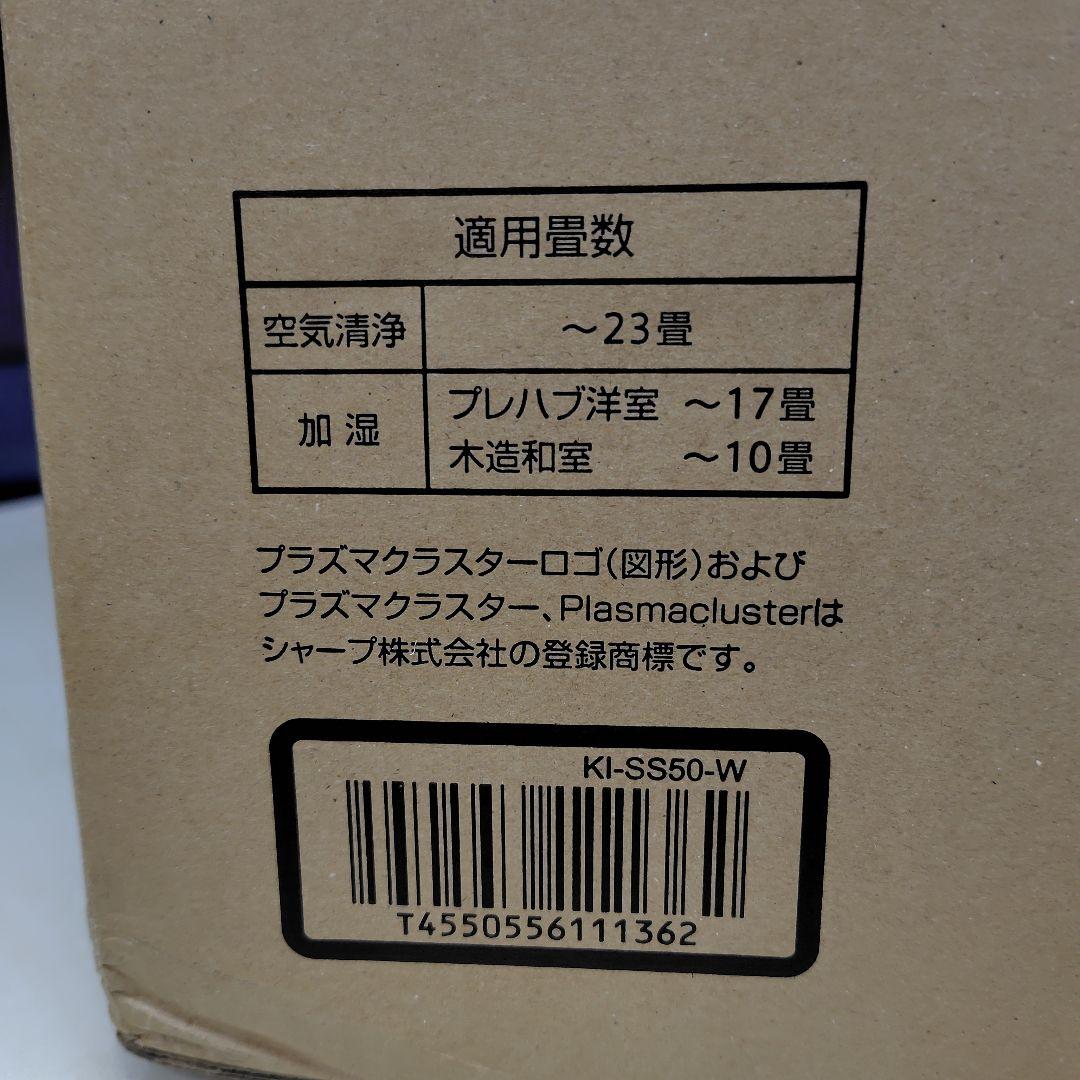 適用畳数
空気清浄 ～23畳
加湿 プレハブ洋室 ～17畳
木造和室 ～10畳
プラズマクラスターロゴ(図形)および
プラズマクラスター、Plasmaclusterは
シャープ株式会社の登録商標です。
KI-SS50-W
T4550556111362